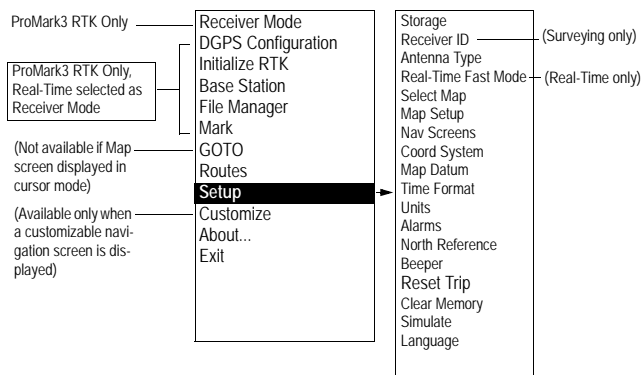 ProMark3 RTK Only
ProMark3 RTK Only,
Real-Time selected as
Receiver Mode
(Not available if Map
screen displayed in
cursor mode)
(Available only when
a customizable navi-
gation screen is dis-
played)
Receiver Mode
DGPS Configuration
Initialize RTK
Base Station
File Manager
Mark
GOTO
Routes
Setup
Customize
About...
Exit
Storage
Receiver ID
Antenna Type
Real-Time Fast Mode
Select Map
Map Setup
Nav Screens
Coord System
Map Datum
Time Format
Units
Alarms
North Reference
Beeper
Reset Trip
Clear Memory
Simulate
Language
(Surveying only)
(Real-Time only)